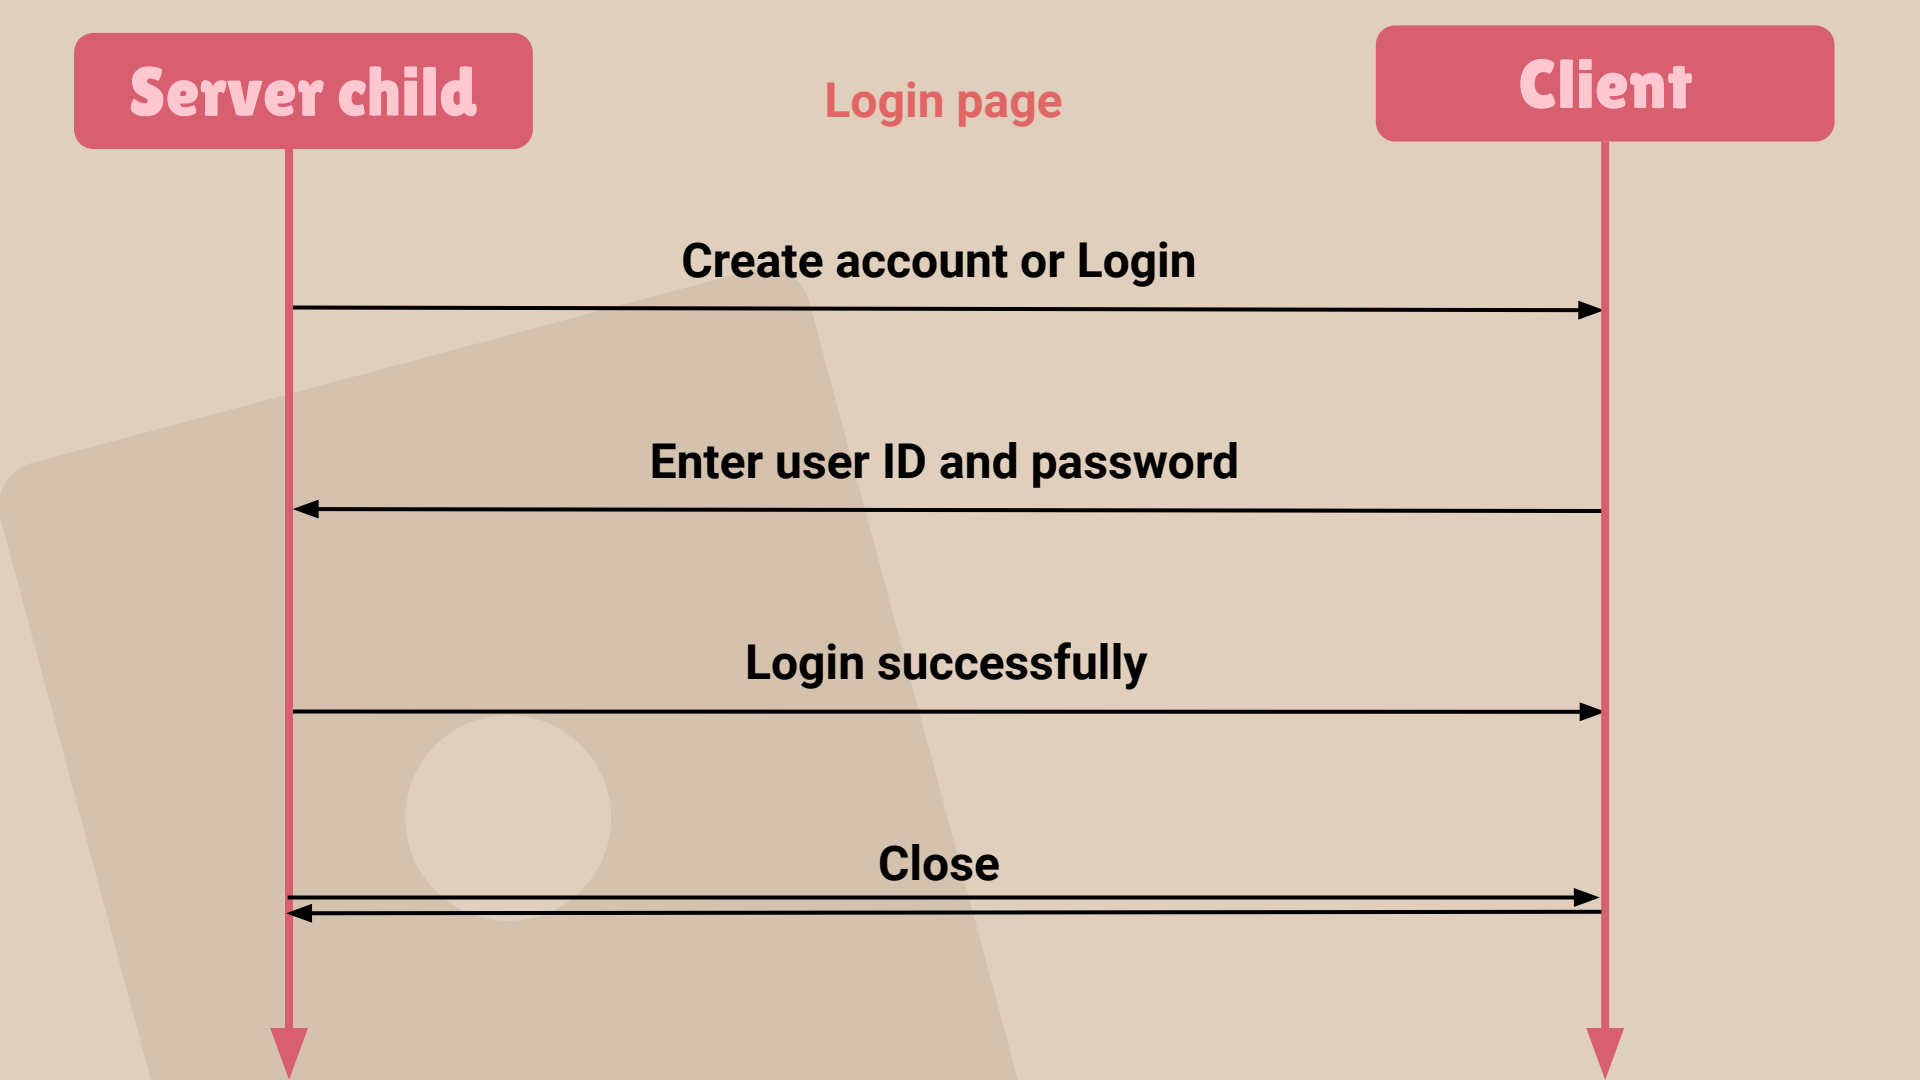 Server child
Login page
Client
Create account or Login
Enter user ID and password
Login successfully
Close